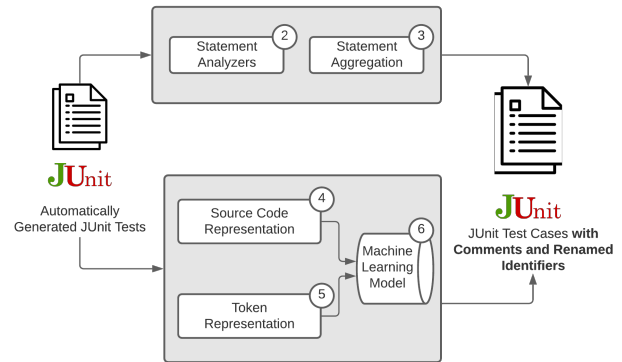 Statement
Analyzers
2
Statement
Aggregation
3
JUnit
Automatically
Generated JUnit Tests
Source Code
Representation
4
Token
Representation
5
Machine
Learning
Model
6
JUnit
JUnit Test Cases with
Comments and Renamed
Identifiers